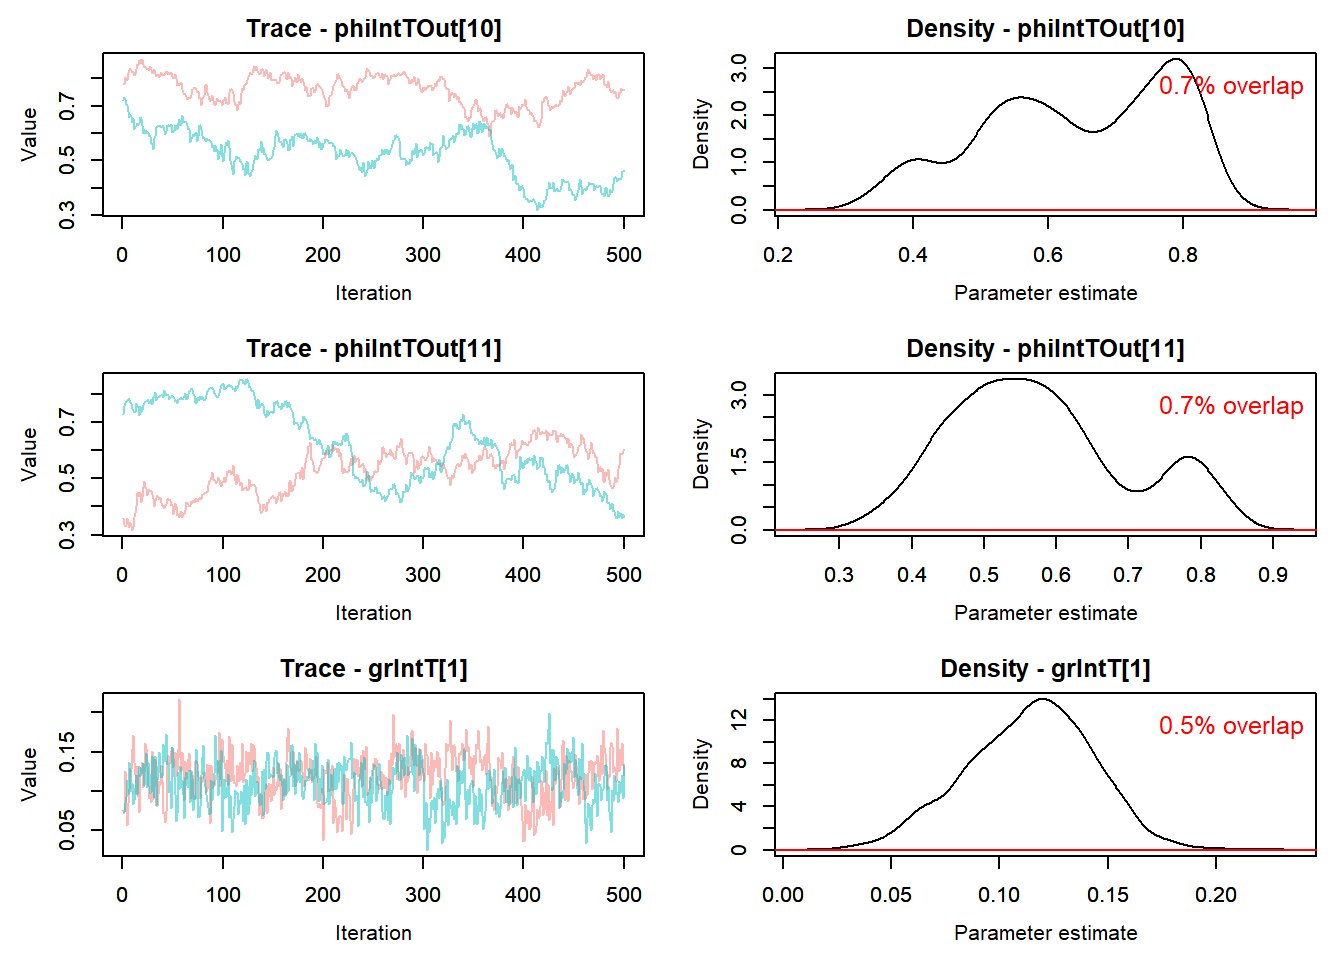 Trace - phiIntTOut[10]
Value
0.3 0.5 0.7
0 100 200 300 400 500
Iteration
Density - phiIntTOut[10]
Density
0.0 1.0 2.0 3.0
0.7% overlap
0.2 0.4 0.6 0.8
Parameter estimate
Trace - phiIntTOut[11]
Value
0.3 0.5 0.7
0 100 200 300 400 500
Iteration
Density - phiIntTOut[11]
Density
0.0 1.5 3.0
0.7% overlap
0.3 0.4 0.5 0.6 0.7 0.8 0.9
Parameter estimate
Trace - grIntT[1]
Value
0.05 0.15
0 100 200 300 400 500
Iteration
Density - grIntT[1]
Density
0 4 8 12
0.5% overlap
0.00 0.05 0.10 0.15 0.20
Parameter estimate